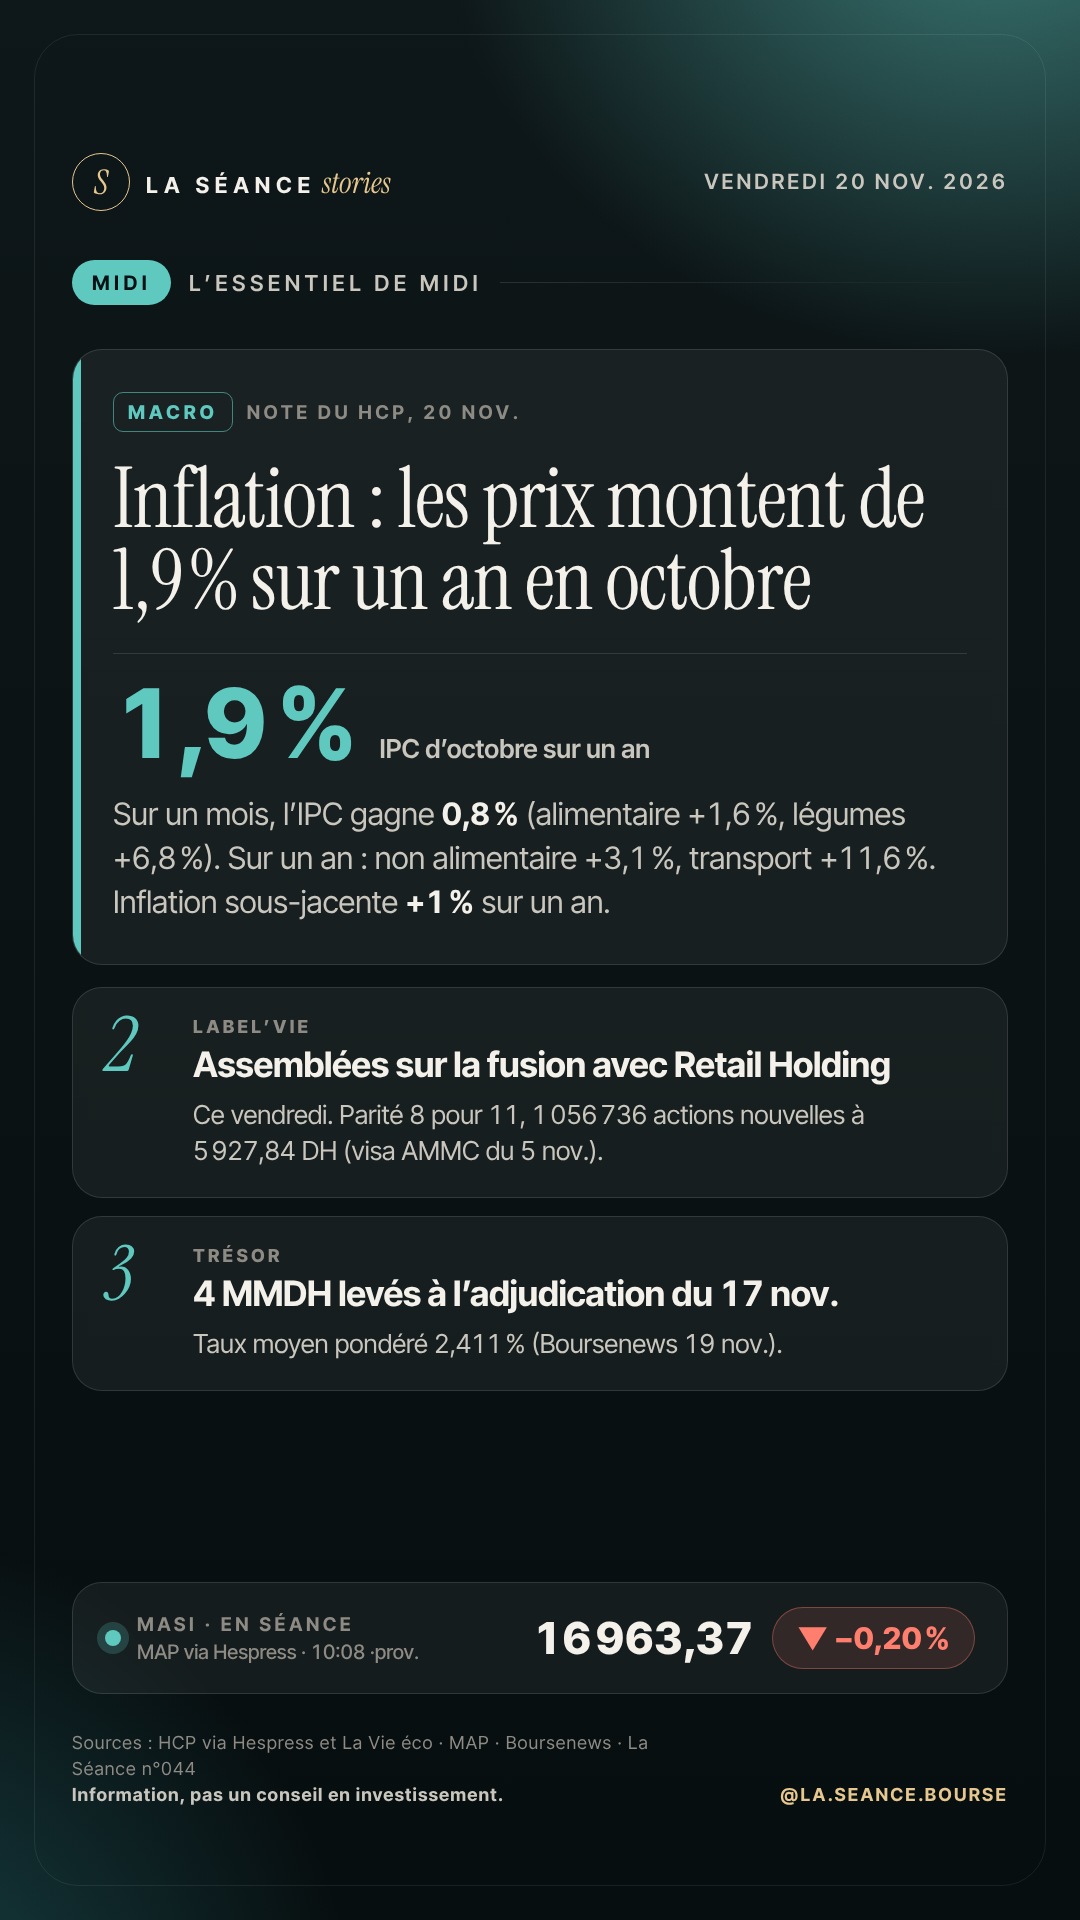 S LA SÉANCE stories
VENDREDI 20 NOV. 2026
MIDI L’ESSENTIEL DE MIDI
MACRO NOTE DU HCP, 20 NOV.
Inflation : les prix montent de
1,9 % sur un an en octobre
1,9 % IPC d’octobre sur un an
Sur un mois, l’IPC gagne 0,8 % (alimentaire +1,6 %, légumes
+6,8 %). Sur un an : non alimentaire +3,1 %, transport +11,6 %.
Inflation sous-jacente +1 % sur un an.
2
LABEL’VIE
Assemblées sur la fusion avec Retail Holding
Ce vendredi. Parité 8 pour 11, 1 056 736 actions nouvelles à
5 927,84 DH (visa AMMC du 5 nov.).
3
TRÉSOR
4 MMDH levés à l’adjudication du 17 nov.
Taux moyen pondéré 2,411 % (Boursenews 19 nov.).
MASI · EN SÉANCE
MAP via Hespress · 10:08 ·prov.
16 963,37 ▼ −0,20 %
Sources : HCP via Hespress et La Vie éco · MAP · Boursenews · La
Séance n°044
Information, pas un conseil en investissement.
@LA.SEANCE.BOURSE